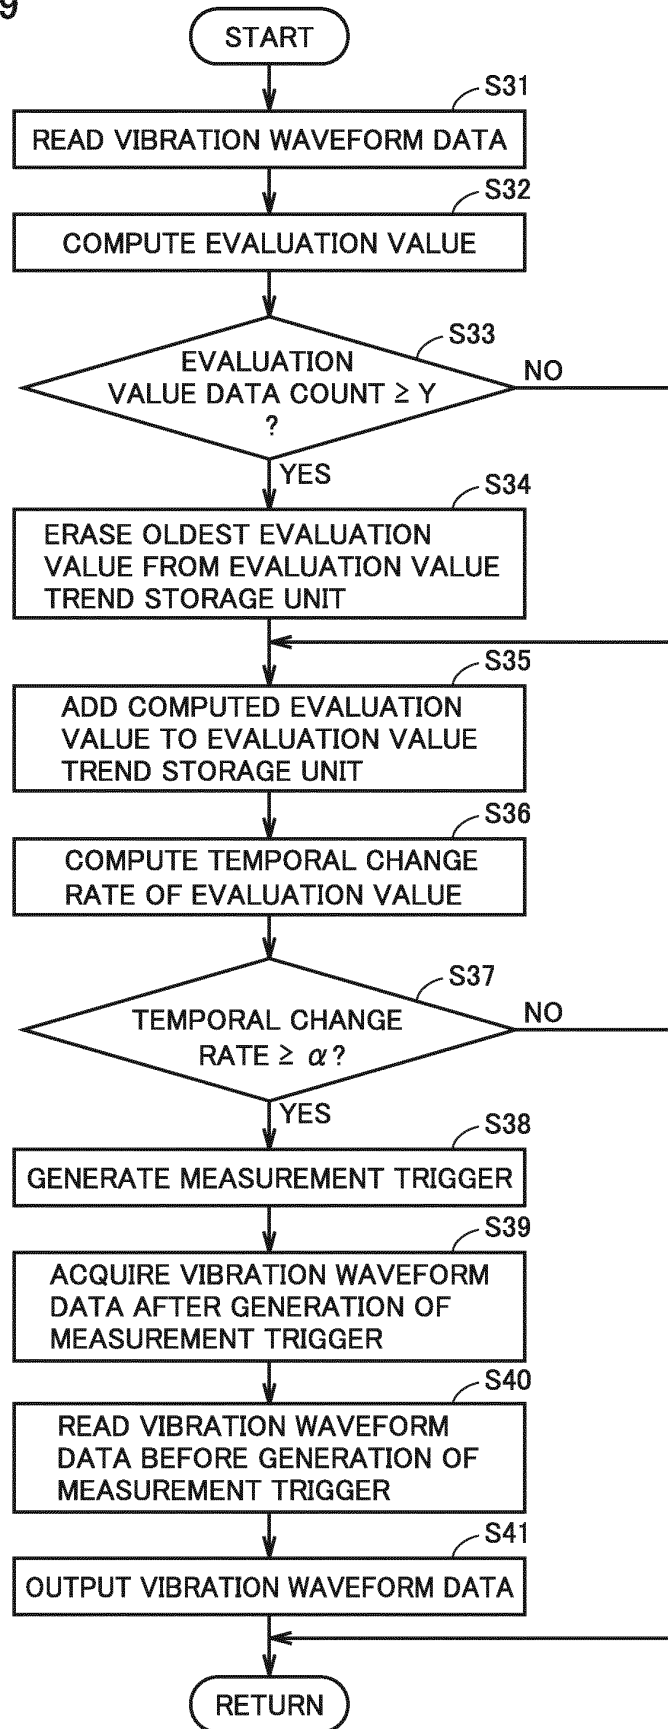 9
START
S31
READ VIBRATION WAVEFORM DATA
S32
COMPUTE EVALUATION VALUE
S33
EVALUATION
VALUE DATA COUNT ≥ Y
?
NO
YES
S34
ERASE OLDEST EVALUATION
VALUE FROM EVALUATION VALUE
TREND STORAGE UNIT
S35
ADD COMPUTED EVALUATION
VALUE TO EVALUATION VALUE
TREND STORAGE UNIT
S36
COMPUTE TEMPORAL CHANGE
RATE OF EVALUATION VALUE
S37
TEMPORAL CHANGE
RATE ≥ α?
NO
YES
S38
GENERATE MEASUREMENT TRIGGER
S39
ACQUIRE VIBRATION WAVEFORM
DATA AFTER GENERATION OF
MEASUREMENT TRIGGER
S40
READ VIBRATION WAVEFORM
DATA BEFORE GENERATION OF
MEASUREMENT TRIGGER
S41
OUTPUT VIBRATION WAVEFORM DATA
RETURN